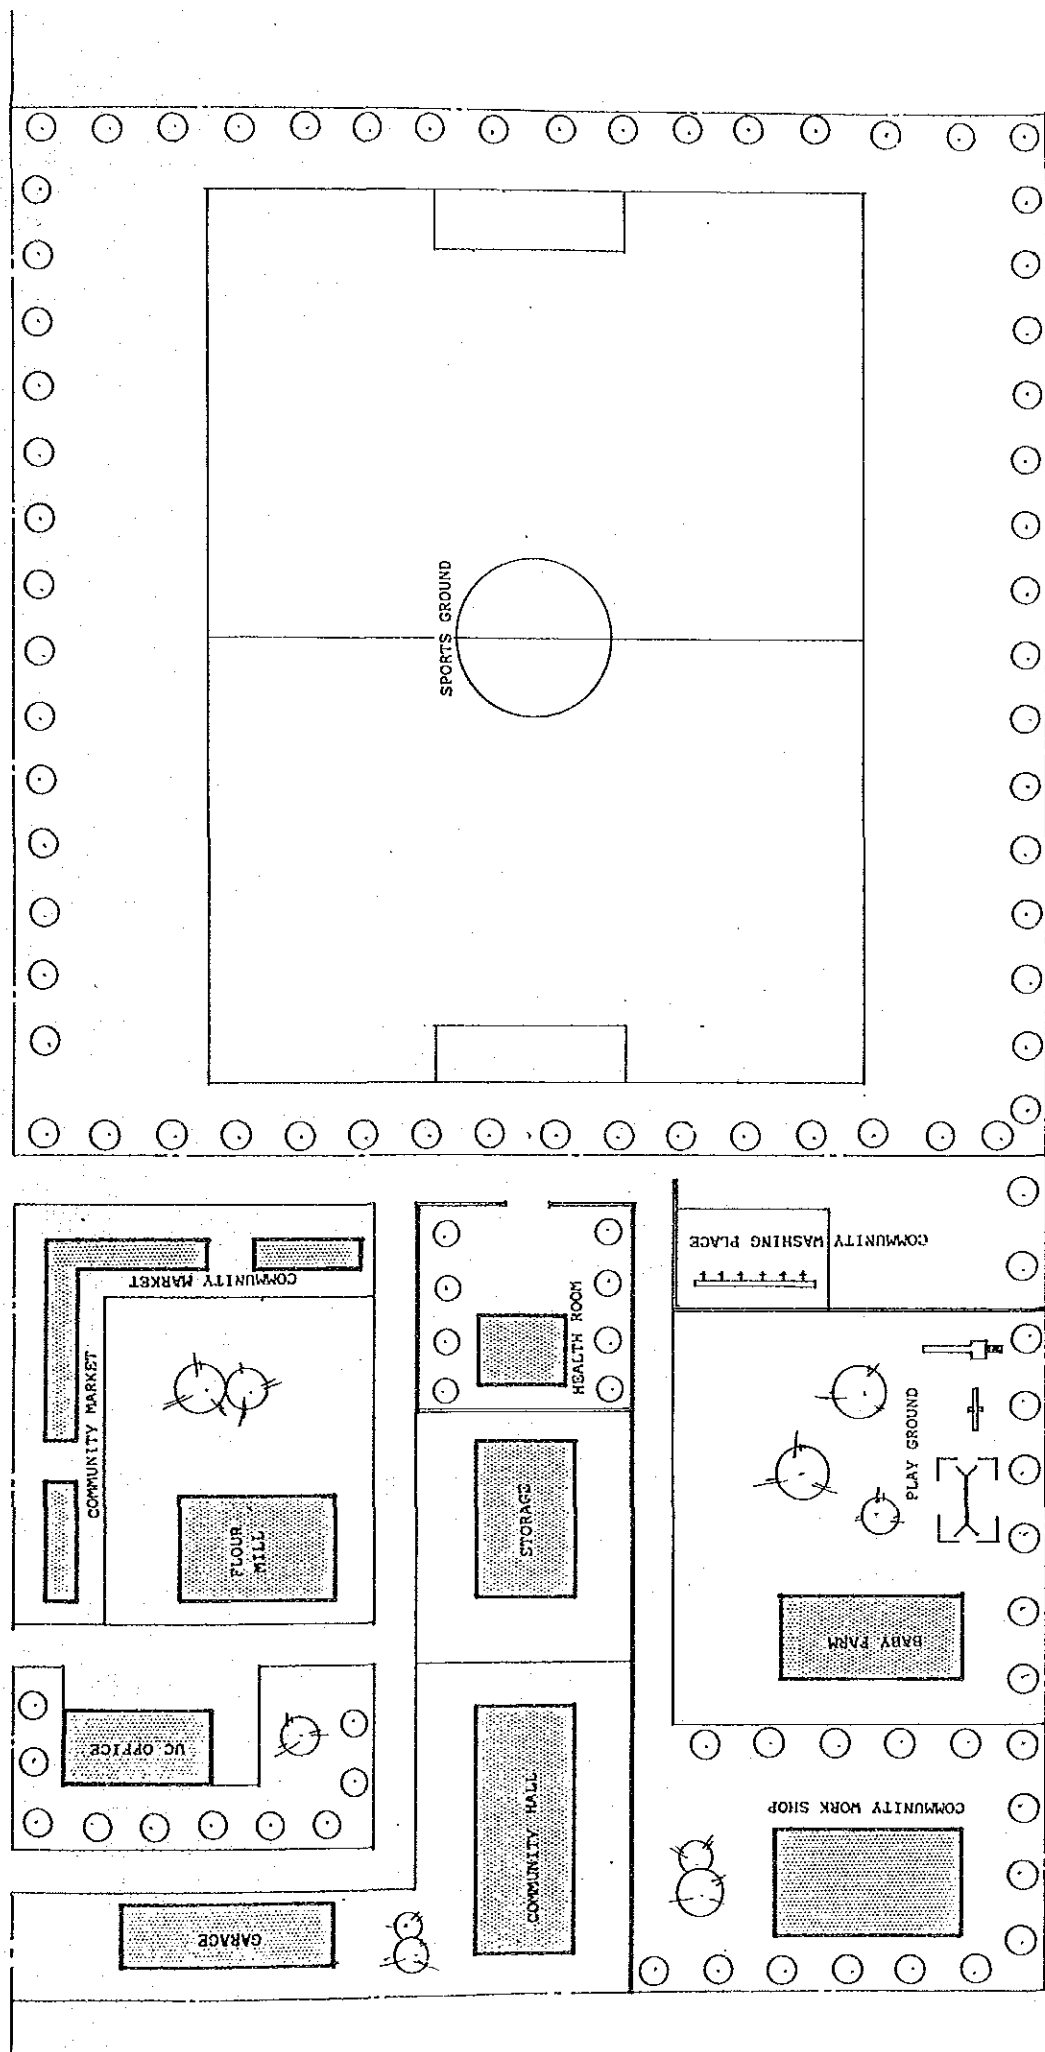 SPORTS GROUND
COMMUNITY WASHING PLACE
COMMUNITY MARKET
COMMUNITY MARKET
HEALTH ROOM
PLAY GROUND
FLOUR
MILL
STORAGE
BABY FARM
UC OFFICE
COMMUNITY HALL
COMMUNITY WORK SHOP
GARAGE